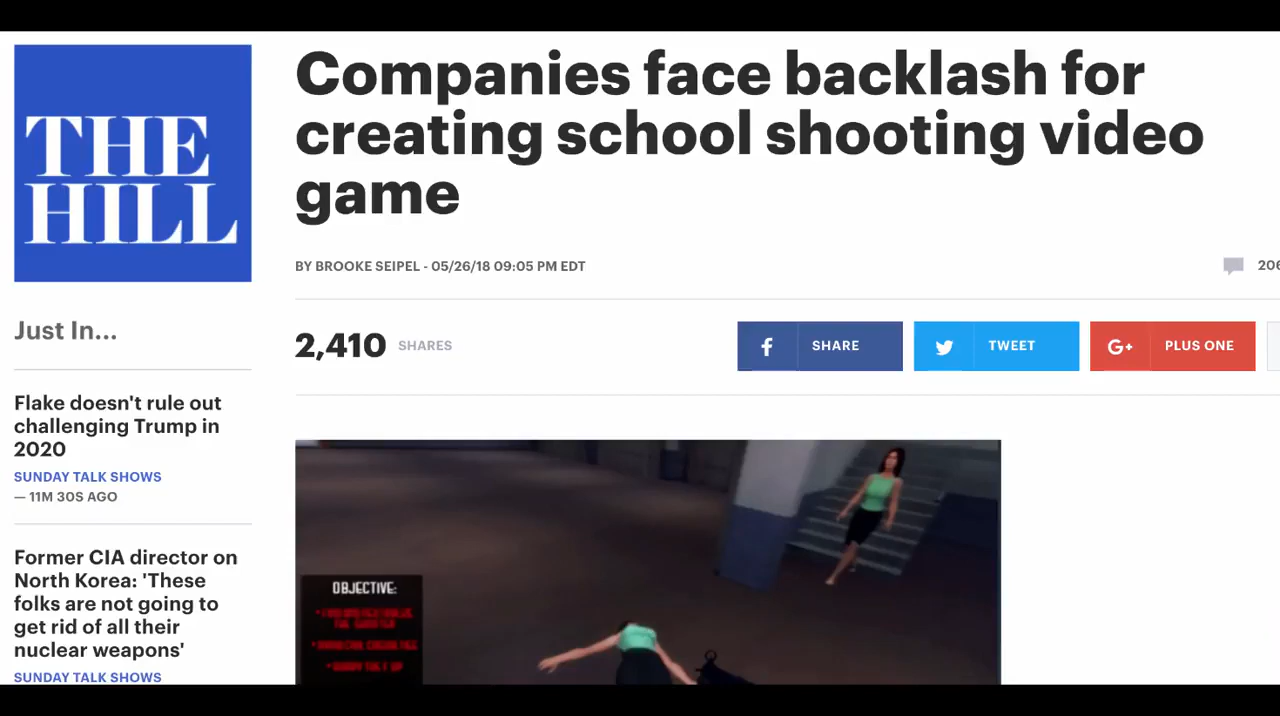 THE
HILL
Companies face backlash for
creating school shooting video
game
BY BROOKE SEIPEL - 05/26/18 09:05 PM EDT
206
2,410 SHARES
SHARE
TWEET
G+ PLUS ONE
Just In...
Flake doesn't rule out
challenging Trump in
2020
SUNDAY TALK SHOWS
— 11M 30S AGO
Former CIA director on
North Korea: 'These
folks are not going to
get rid of all their
nuclear weapons'
SUNDAY TALK SHOWS
OBJECTIVE: